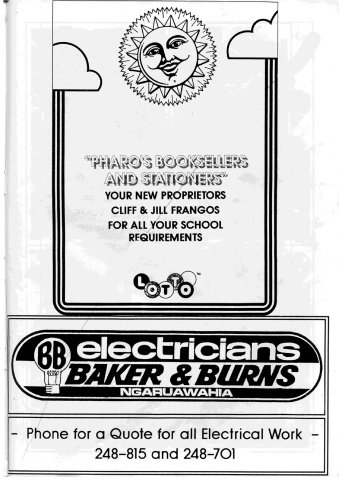 "PHARO'S BOOKSELLERS
AND STATIONERS"
YOUR NEW PROPRIETORS
CLIFF & JILL FRANGOS
FOR ALL YOUR SCHOOL
REQUIREMENTS
LOTTO™
BB electricians
BAKER & BURNS
NGARUAWAHIA
- Phone for a Quote for all Electrical Work -
248-815 and 248-701